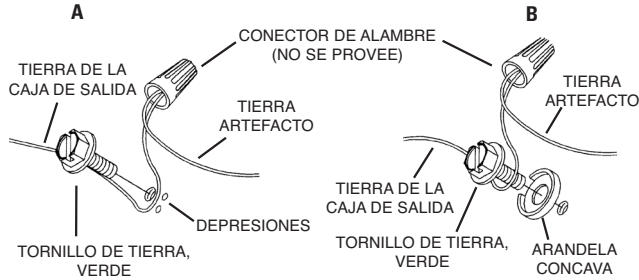 A
B
CONECTOR DE ALAMBRE
(NO SE PROVEE)
TIERRA DE LA
CAJA DE SALIDA
TIERRA
ARTEFACTO
DEPRESIONES
TORNILLO DE TIERRA,
VERDE
TIERRA
ARTEFACTO
TIERRA DE LA
CAJA DE SALIDA
TORNILLO DE TIERRA,
VERDE
ARANDELA
CONCAVA